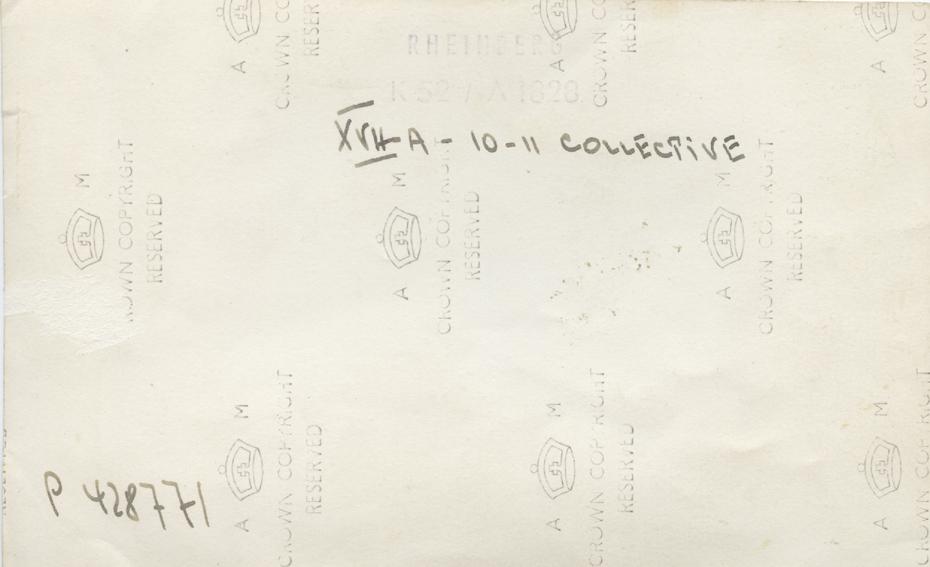 RHEINBERG
K 52 / A 1828
XVII A - 10-11 COLLECTIVE
A M
CROWN COPYRIGHT
RESERVED
P 428771